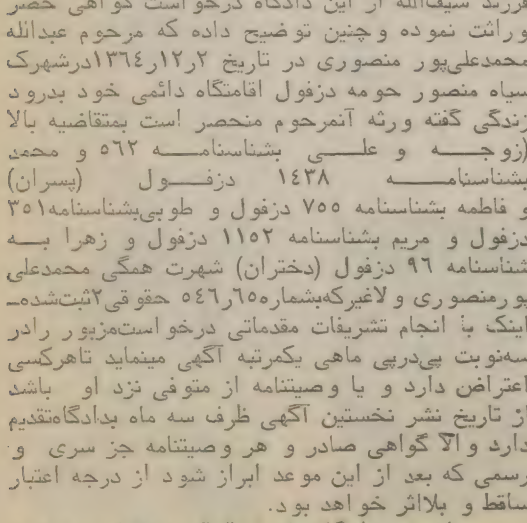 فرزند سیف‌الله از این دادگاه درخواست گواهی حصر
وراثت نموده و چنین توضیح داده که مرحوم عبدالله
محمدعلی‌پور منصوری در تاریخ ۲ر۱۲ر۱۳٦٤ درشهرک
سیاه منصور حومه دزفول اقامتگاه دائمی خود بدرود
زندگی گفته ورثه آنمرحوم منحصر است بمتقاضیه بالا
(زوجه و علی بشناسنامه ٥٦۲ و محمد
بشناسنامه ۱٤۳۸ دزفول (پسران)
و فاطمه بشناسنامه ۷٥٥ دزفول و طوبی‌بشناسنامه۳٥۱
دزفول و مریم بشناسنامه ۱۱٥۲ دزفول و زهرا به
شناسنامه ۹٦ دزفول (دختران) شهرت همگی محمدعلی
پورمنصوری و لاغیرکه‌بشماره٦٥ر٥٤٦ حقوقی۲ثبت‌شده‌ـ
اینک با انجام تشریفات مقدماتی درخواست‌مزبور رادر
سه‌نوبت پی‌درپی ماهی یکمرتبه آگهی مینماید تاهرکسی
اعتراض دارد و یا وصیتنامه از متوفی نزد او باشد
از تاریخ نشر نخستین آگهی ظرف سه ماه بدادگاه‌تقدیم
دارد والا گواهی صادر و هر وصیتنامه جز سری و
رسمی که بعد از این موعد ابراز شود از درجه اعتبار
ساقط و بلااثر خواهد بود.